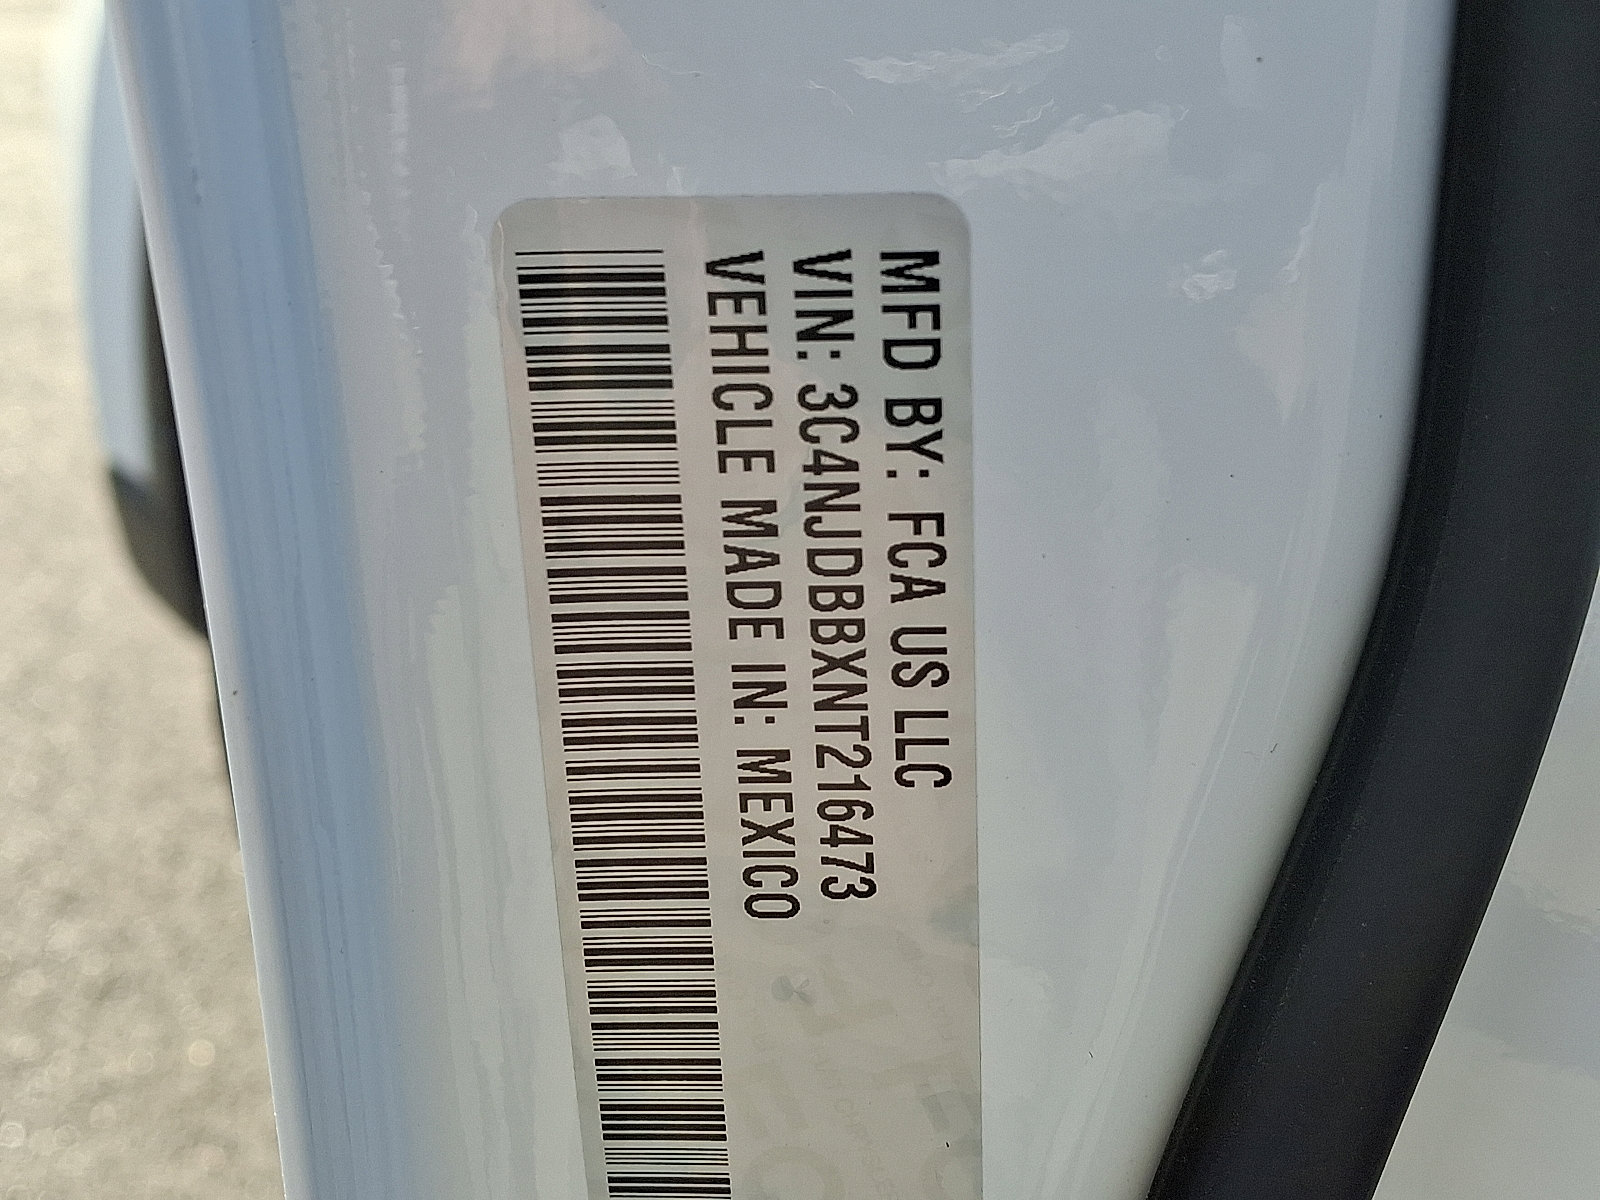 MFD BY: FCA US LLC
VIN: 3C4NJDBBXNT216473
VEHICLE MADE IN: MEXICO